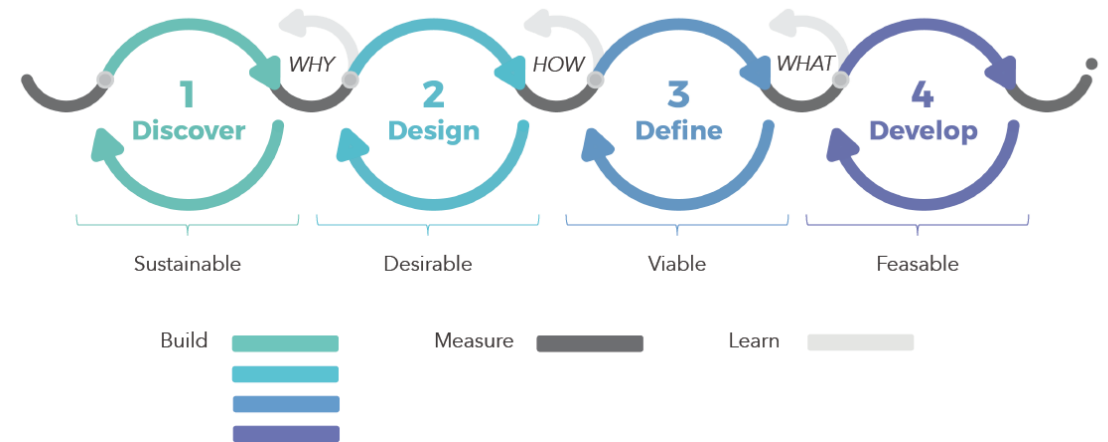 WHY
HOW
WHAT
1
Discover
2
Design
3
Define
4
Develop
Sustainable
Desirable
Viable
Feasable
Build
Measure
Learn